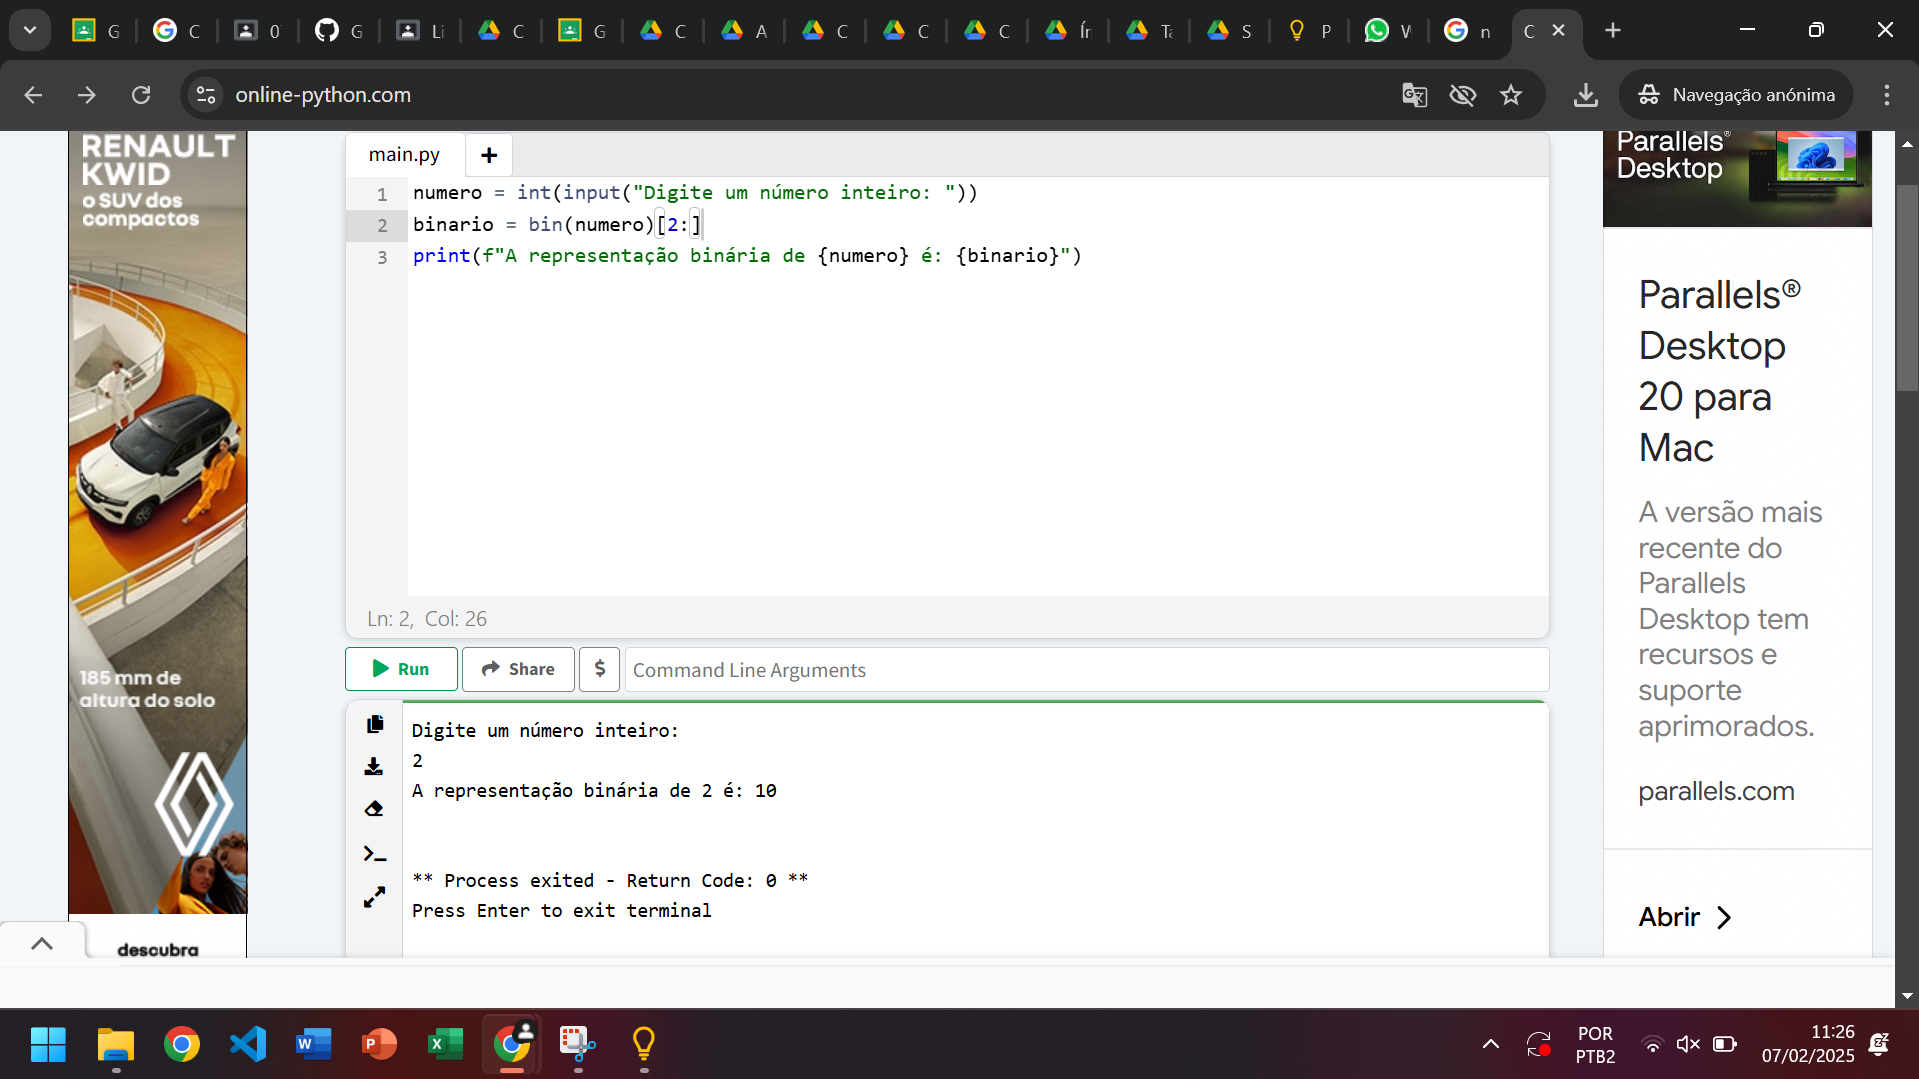 G
C
0
G
Li
C
G
C
A
C
C
C
Ír
Ta
S
P
W
n
C
online-python.com
Navegação anónima
RENAULT
KWID
o SUV dos
compactos
185 mm de
altura do solo
descubra
main.py
1 numero = int(input("Digite um número inteiro: "))
2 binario = bin(numero)[2:]
3 print(f"A representação binária de {numero} é: {binario}")
Ln: 2, Col: 26
Run
Share
$
Command Line Arguments
Digite um número inteiro:
2
A representação binária de 2 é: 10
** Process exited - Return Code: 0 **
Press Enter to exit terminal
Parallels®
Desktop
Parallels®
Desktop
20 para
Mac
A versão mais
recente do
Parallels
Desktop tem
recursos e
suporte
aprimorados.
parallels.com
Abrir
POR
PTB2
11:26
07/02/2025